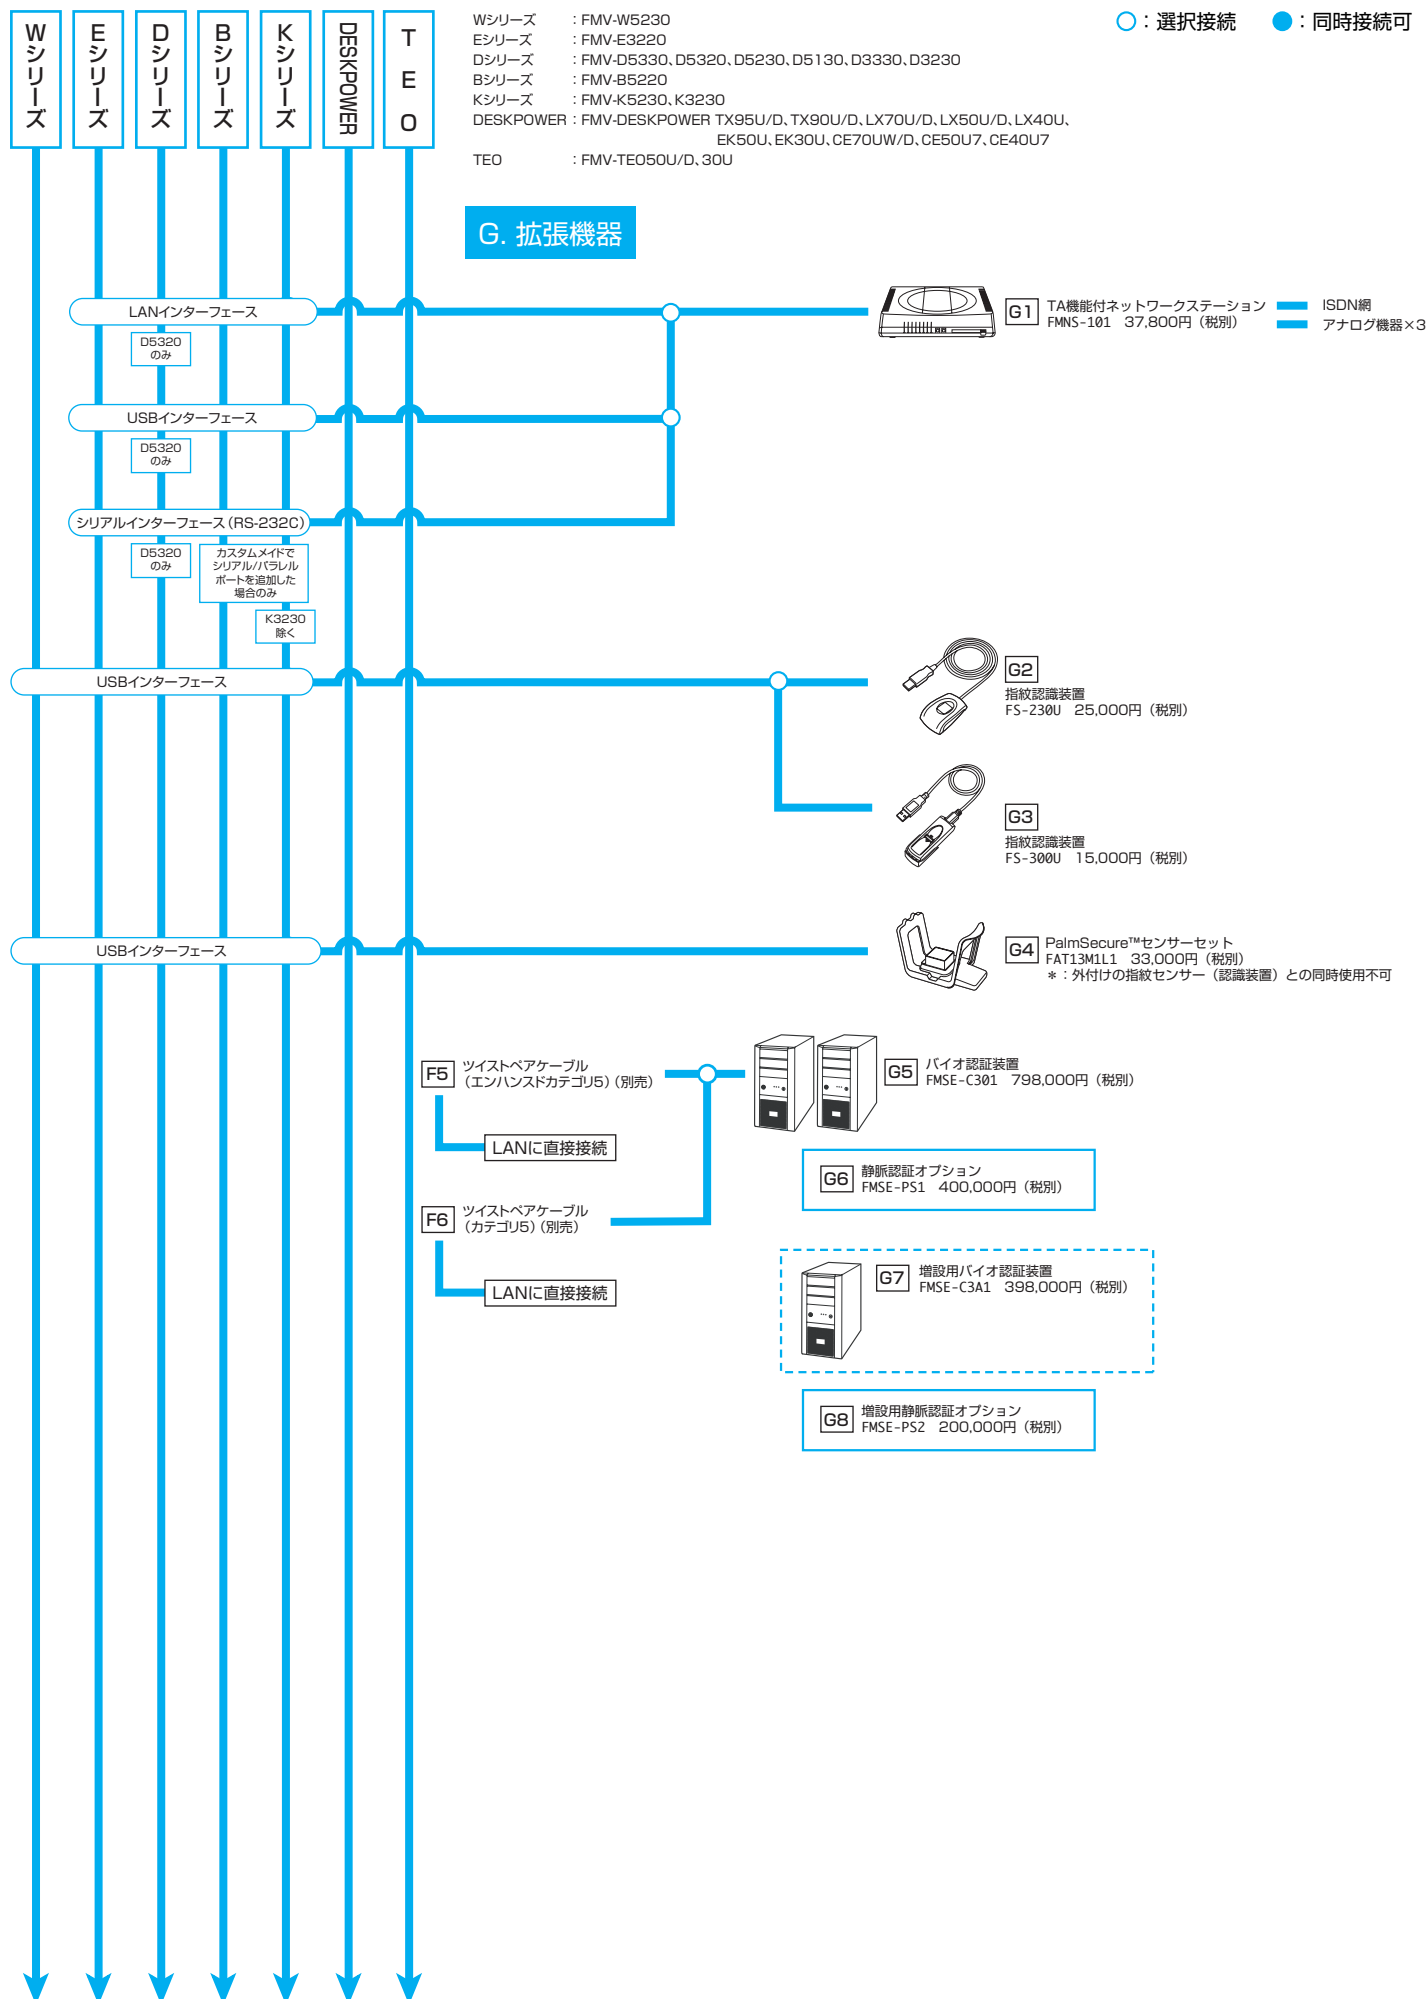 Wシリーズ
Eシリーズ
Dシリーズ
Bシリーズ
Kシリーズ
DESKPOWER
TEO
Wシリーズ：FMV-W5230
Eシリーズ：FMV-E3220
Dシリーズ：FMV-D5330、D5320、D5230、D5130、D3330、D3230
Bシリーズ：FMV-B5220
Kシリーズ：FMV-K5230、K3230
DESKPOWER：FMV-DESKPOWER TX95U/D、TX90U/D、LX70U/D、LX50U/D、LX40U、
EK50U、EK30U、CE70UW/D、CE50U7、CE40U7
TEO：FMV-TEO50U/D、30U
：選択接続
：同時接続可
G. 拡張機器
LANインターフェース
D5320
のみ
G1 TA機能付ネットワークステーション
FMNS-101 37,800円（税別）
ISDN網
アナログ機器×3
USBインターフェース
D5320
のみ
シリアルインターフェース（RS-232C）
D5320
のみ
カスタムメイドで
シリアル/パラレル
ポートを追加した
場合のみ
K3230
除く
USBインターフェース
G2
指紋認識装置
FS-230U 25,000円（税別）
G3
指紋認識装置
FS-300U 15,000円（税別）
USBインターフェース
G4 PalmSecure™センサーセット
FAT13M1L1 33,000円（税別）
＊：外付けの指紋センサー（認識装置）との同時使用不可
F5 ツイストペアケーブル
（エンハンスドカテゴリ5）（別売）
LANに直接接続
G5 バイオ認証装置
FMSE-C301 798,000円（税別）
G6 静脈認証オプション
FMSE-PS1 400,000円（税別）
F6 ツイストペアケーブル
（カテゴリ5）（別売）
LANに直接接続
G7 増設用バイオ認証装置
FMSE-C3A1 398,000円（税別）
G8 増設用静脈認証オプション
FMSE-PS2 200,000円（税別）